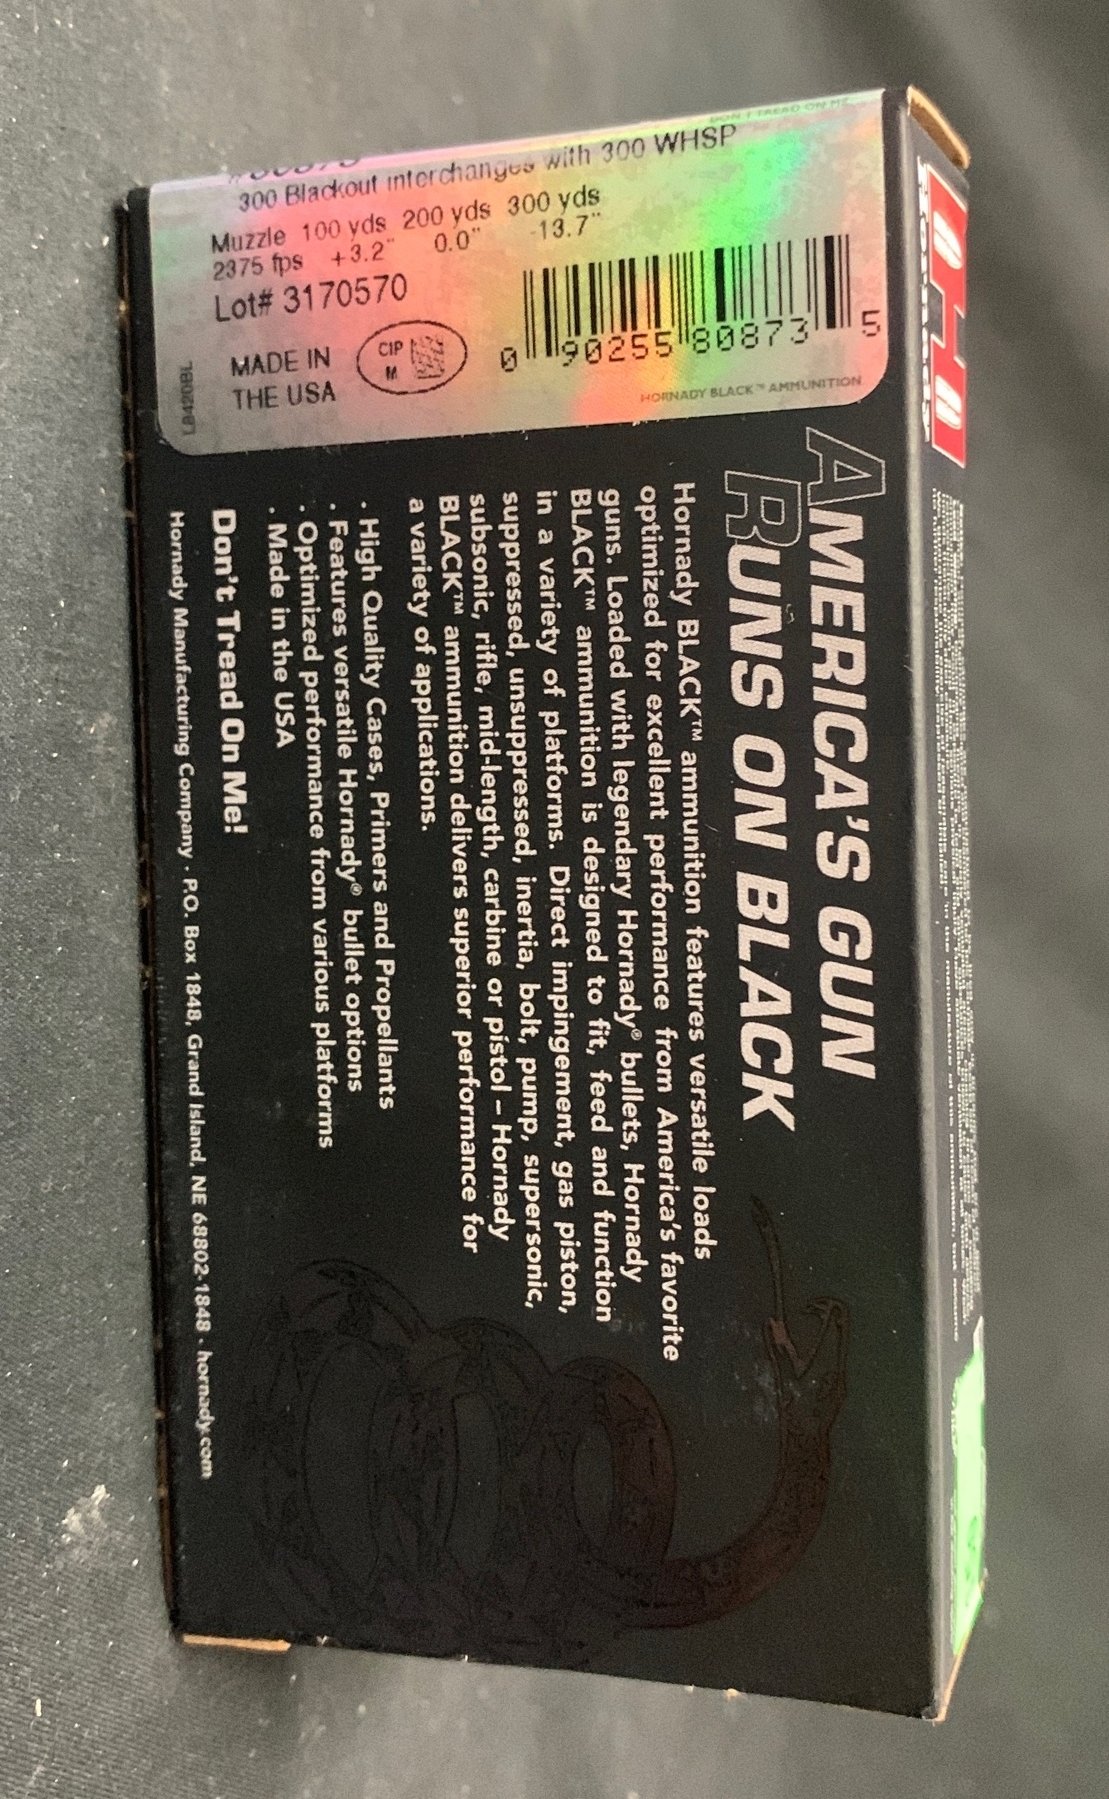 DON'T TREAD ON ME
300 Blackout interchanges with 300 WHSP
Muzzle 100 yds 200 yds 300 yds
2375 fps +3.2" 0.0" -13.7"
Lot# 3170570
MADE IN
THE USA
CIP
M
0 90255 80873 5
HORNADY BLACK™ AMMUNITION
LB420BL
AMERICA'S GUN
RUNS ON BLACK
Hornady BLACK™ ammunition features versatile loads
optimized for excellent performance from America's favorite
guns. Loaded with legendary Hornady® bullets, Hornady
BLACK™ ammunition is designed to fit, feed and function
in a variety of platforms. Direct impingement, gas piston,
suppressed, unsuppressed, inertia, bolt, pump, supersonic,
subsonic, rifle, mid-length, carbine or pistol – Hornady
BLACK™ ammunition delivers superior performance for
a variety of applications.
· High Quality Cases, Primers and Propellants
· Features versatile Hornady® bullet options
· Optimized performance from various platforms
· Made in the USA
Don't Tread On Me!
Hornady Manufacturing Company · P.O. Box 1848, Grand Island, NE 68802-1848 · hornady.com
HORNADY